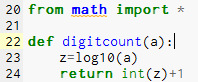 20 from math import *
21
22 def digitcount(a):
23     z=log10(a)
24     return int(z)+1